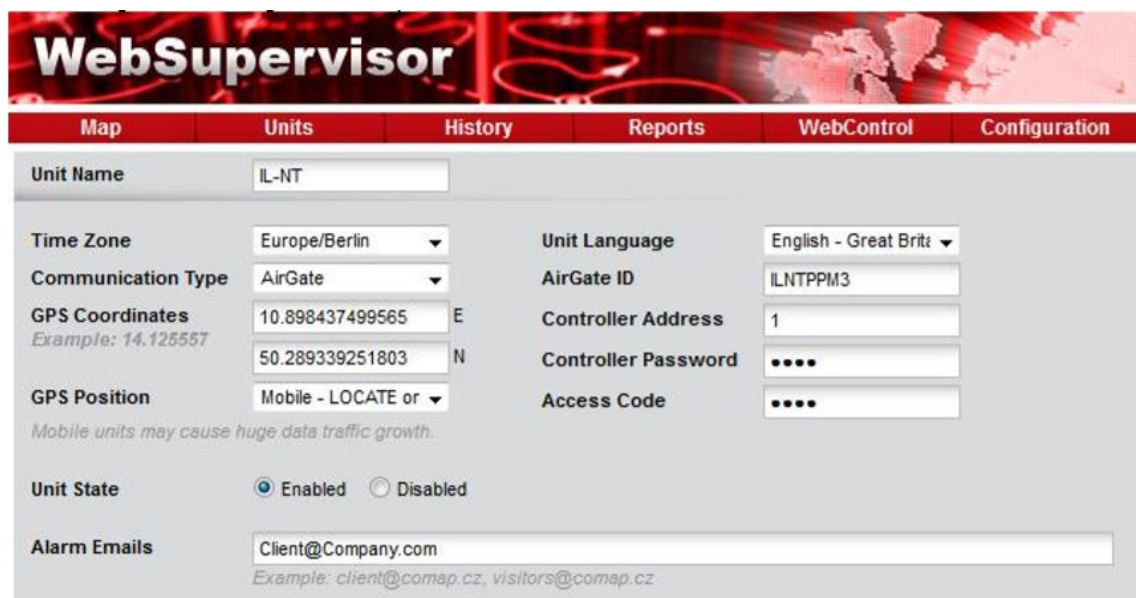 WebSupervisor
Map Units History Reports WebControl Configuration
Unit Name IL-NT
Time Zone Europe/Berlin Unit Language English - Great Brita
Communication Type AirGate AirGate ID ILNTPPM3
GPS Coordinates 10.898437499565 E Controller Address 1
Example: 14.125557
50.289339251803 N Controller Password ••••
GPS Position Mobile - LOCATE or Access Code ••••
Mobile units may cause huge data traffic growth.
Unit State Enabled Disabled
Alarm Emails Client@Company.com
Example: client@comap.cz, visitors@comap.cz